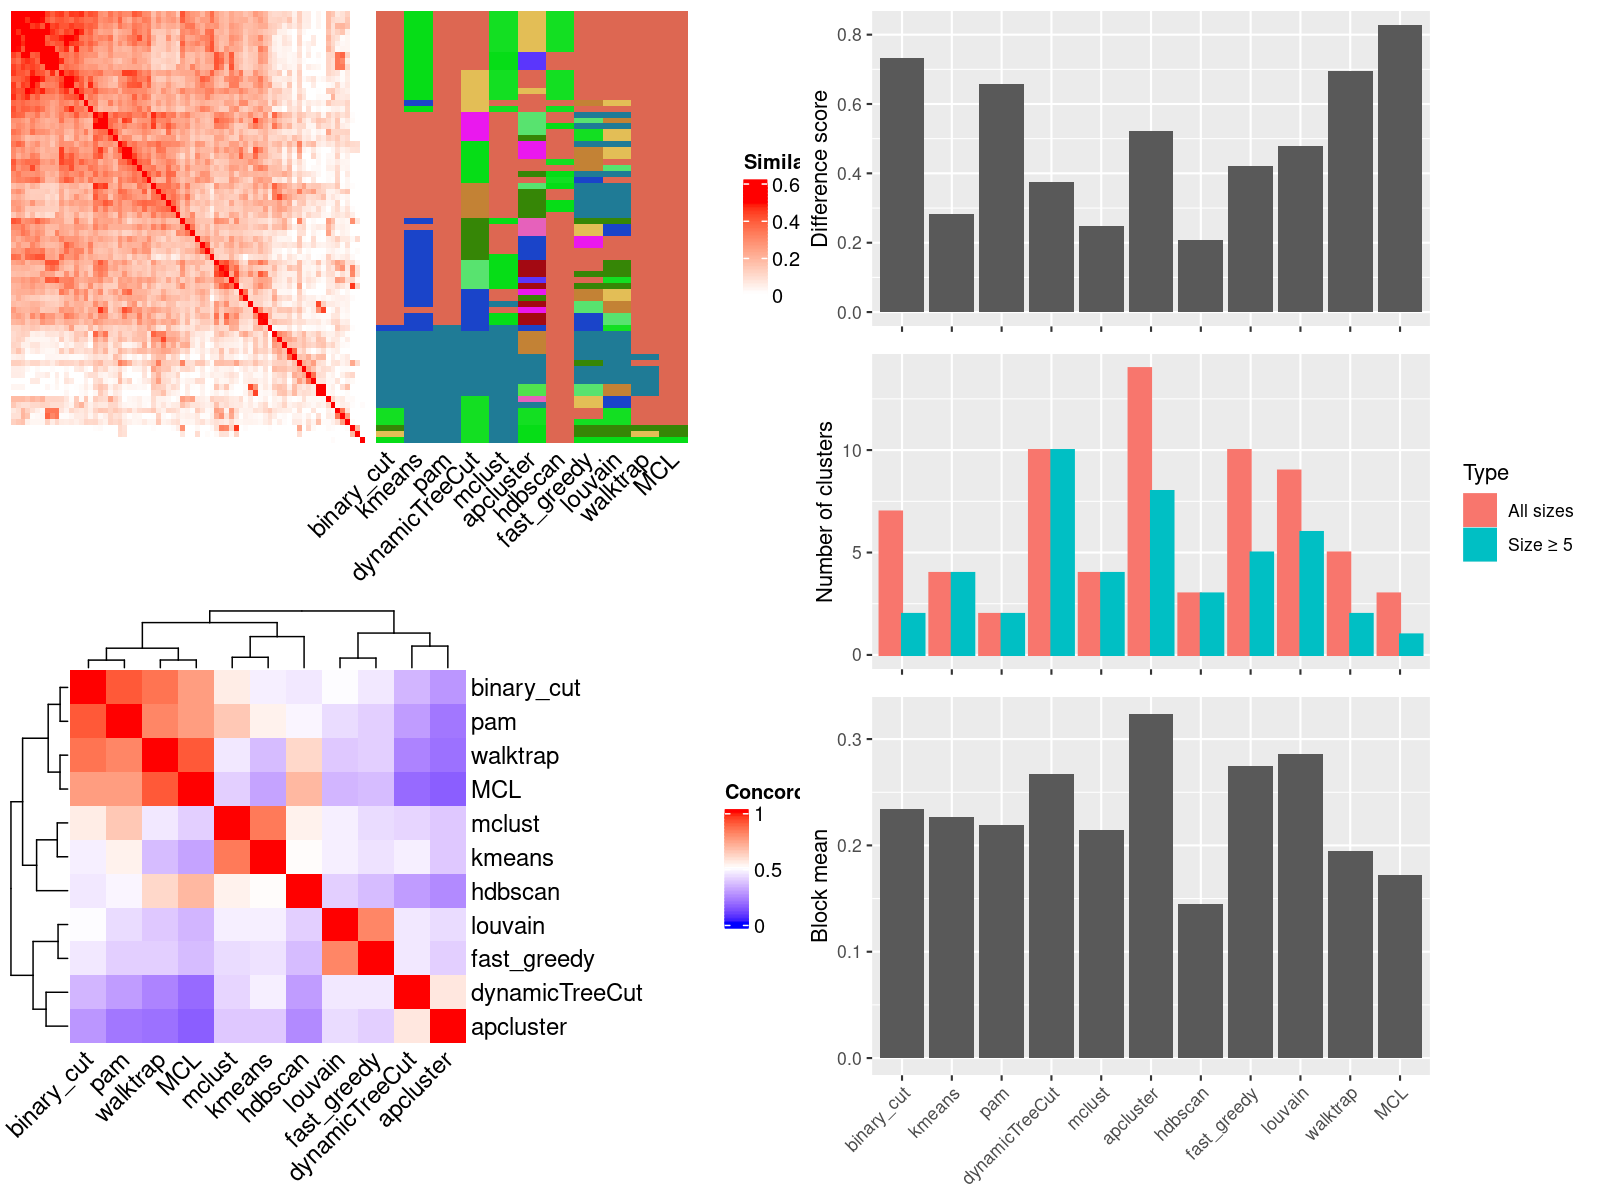 Simila
0.6
0.4
0.2
0
binary_cut
kmeans
pam
dynamicTreeCut
mclust
apcluster
hdbscan
fast_greedy
louvain
walktrap
MCL
Difference score
0.8
0.6
0.4
0.2
0.0
Number of clusters
10
5
0
Type
All sizes
Size ≥ 5
Block mean
0.3
0.2
0.1
0.0
binary_cut
kmeans
pam
dynamicTreeCut
mclust
apcluster
hdbscan
fast_greedy
louvain
walktrap
MCL
binary_cut
pam
walktrap
MCL
mclust
kmeans
hdbscan
louvain
fast_greedy
dynamicTreeCut
apcluster
Concord
1
0.5
0
binary_cut
pam
walktrap
MCL
mclust
kmeans
hdbscan
louvain
fast_greedy
dynamicTreeCut
apcluster